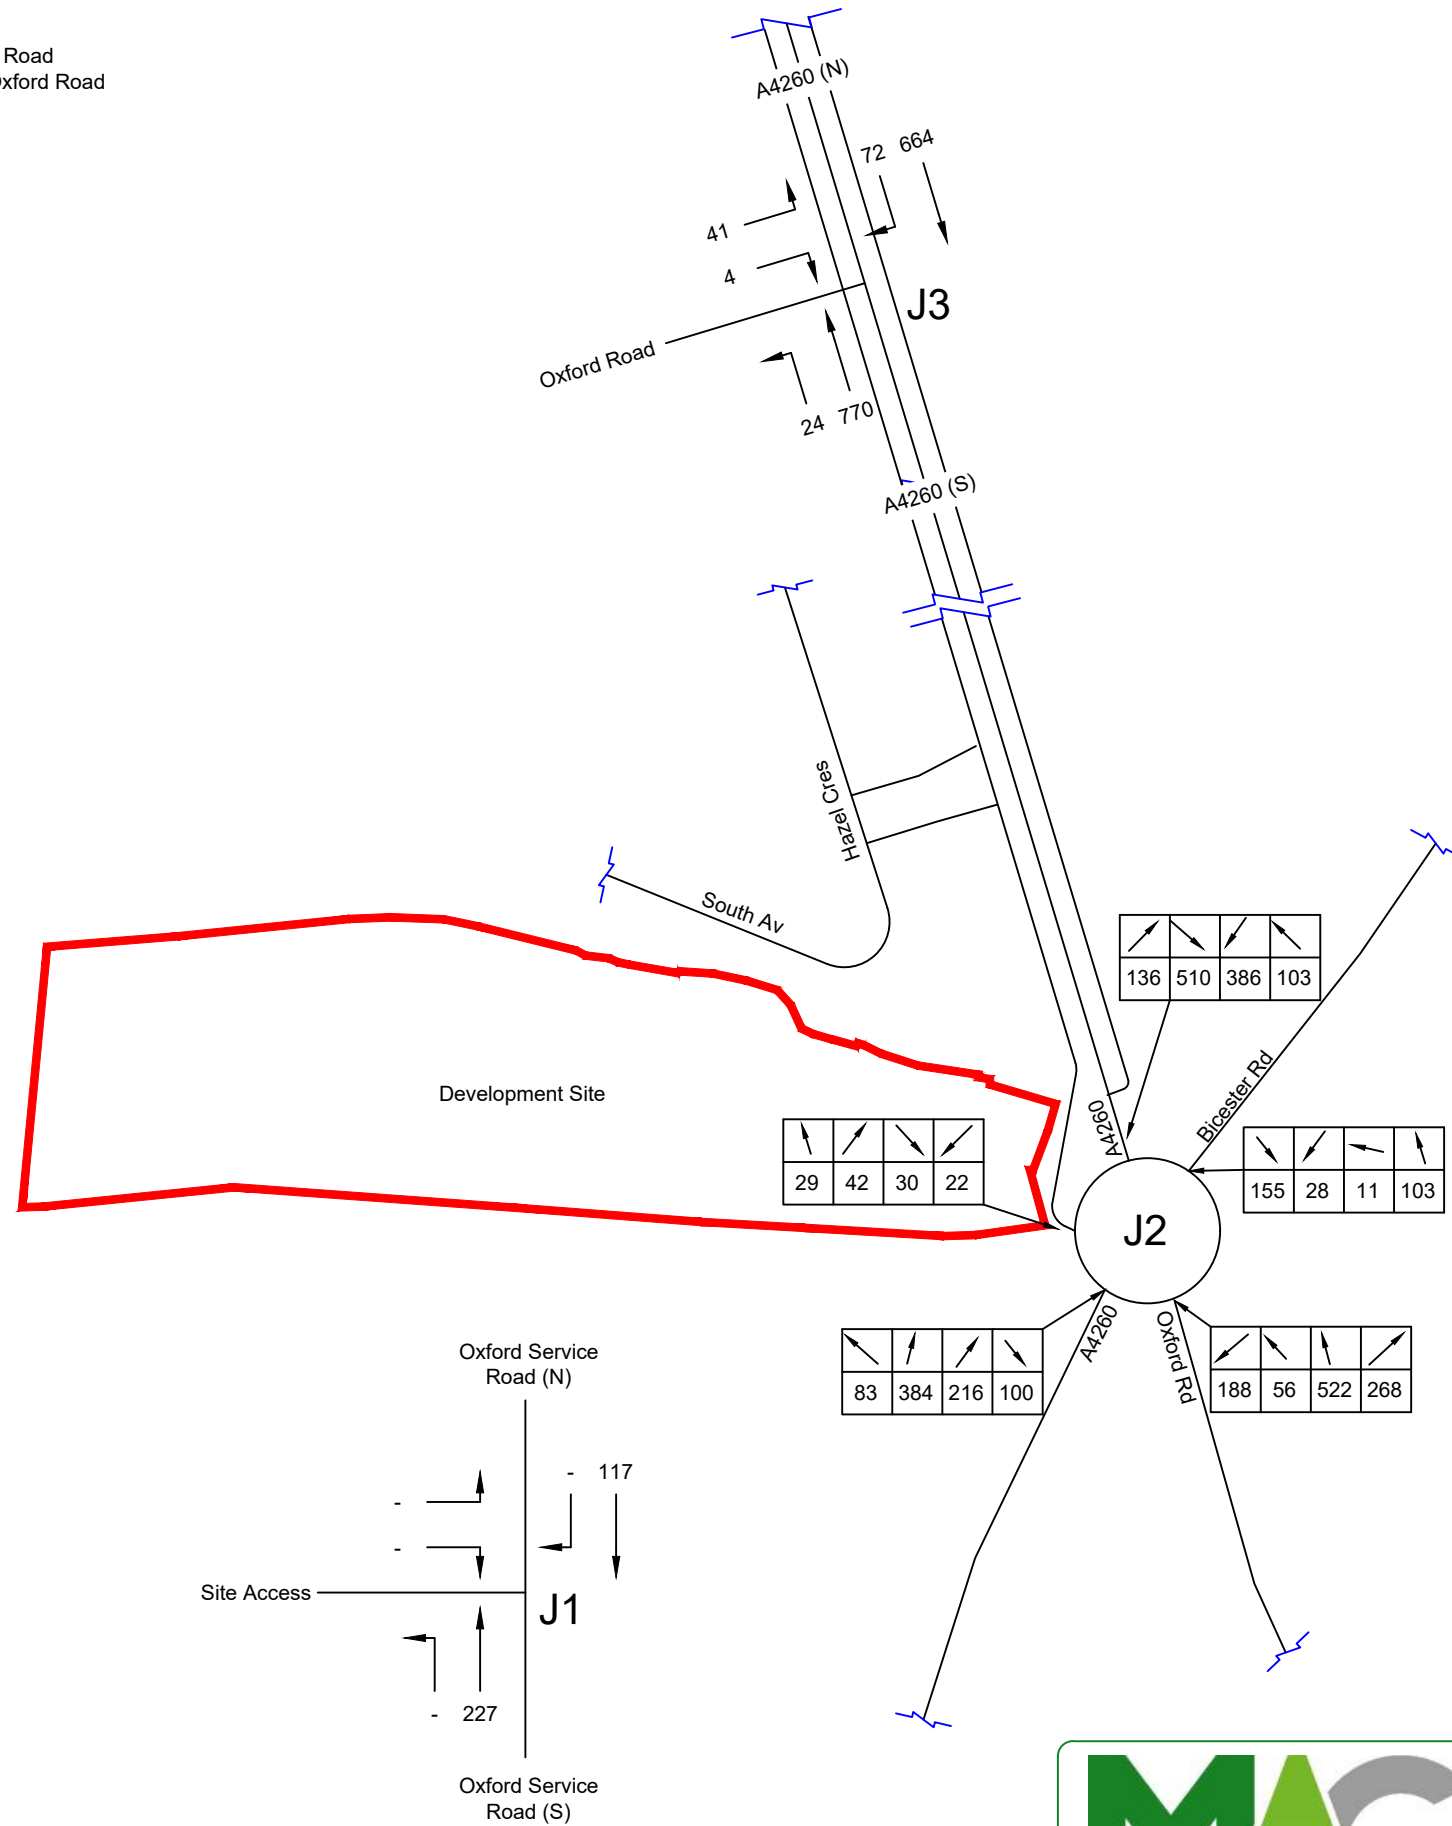 Road
Oxford Road
A4260 (N)
72 664
41
4
J3
Oxford Road
24 770
A4260 (S)
Hazel Cres
South Av
136 510 386 103
Development Site
A4260
Bicester Rd
29 42 30 22
155 28 11 103
J2
A4260
Oxford Rd
83 384 216 100
188 56 522 268
Oxford Service
Road (N)
- 117
-
-
Site Access
J1
- 227
Oxford Service
Road (S)
MAC